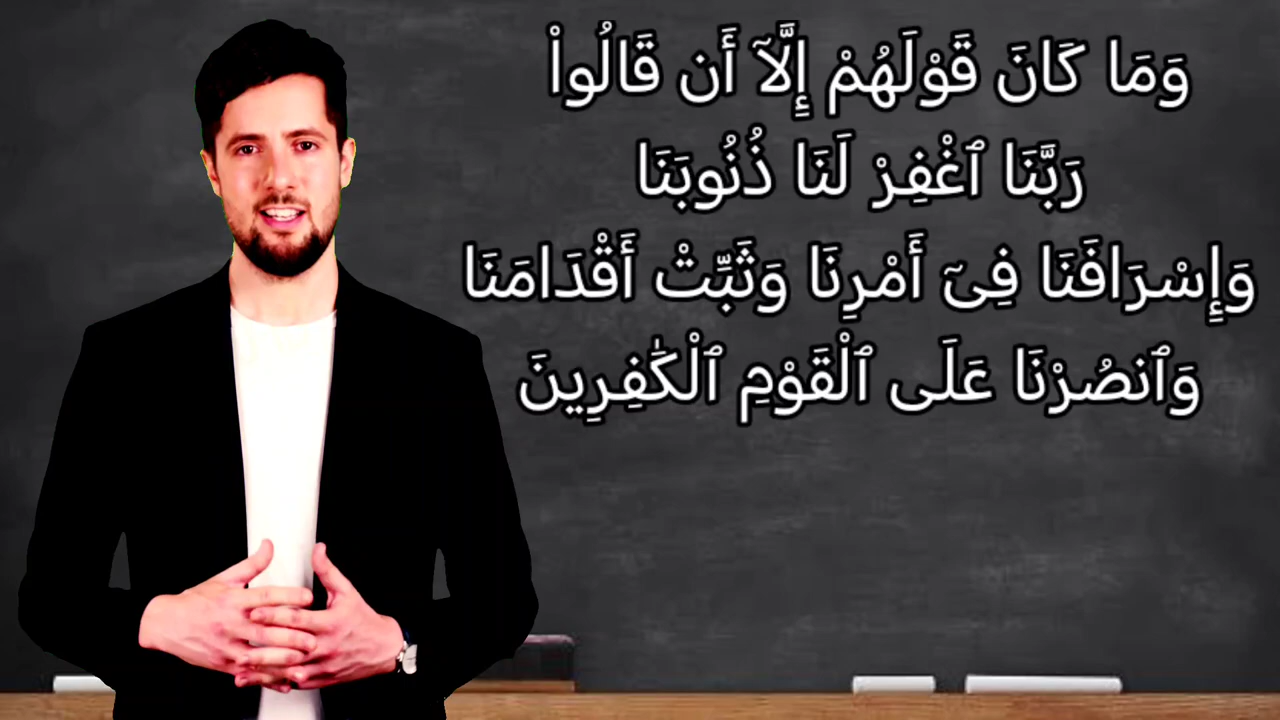 وَمَا كَانَ قَوْلَهُمْ إِلَّآ أَن قَالُوا۟
رَبَّنَا ٱغْفِرْ لَنَا ذُنُوبَنَا
وَإِسْرَافَنَا فِىٓ أَمْرِنَا وَثَبِّتْ أَقْدَامَنَا
وَٱنصُرْنَا عَلَى ٱلْقَوْمِ ٱلْكَٰفِرِينَ